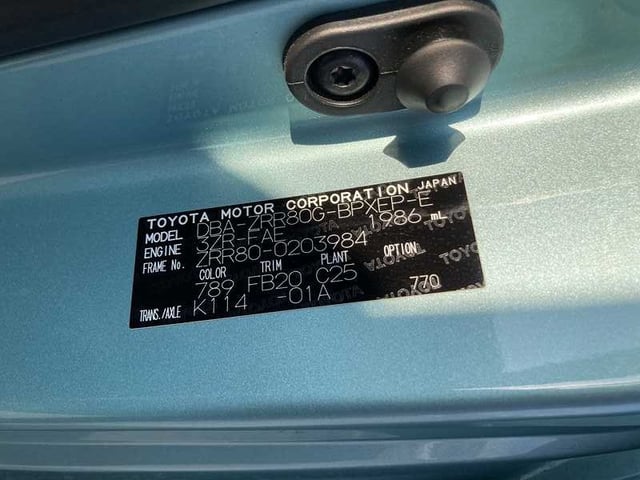 TOYOTA MOTOR CORPORATION JAPAN
MODEL DBA-ZRR80G-BPXEP-E
ENGINE 3ZR-FAE 1986 mL
FRAME No. ZRR80-0203984
COLOR TRIM PLANT OPTION
789 FB20 C25 770
TRANS./AXLE K114 -01A